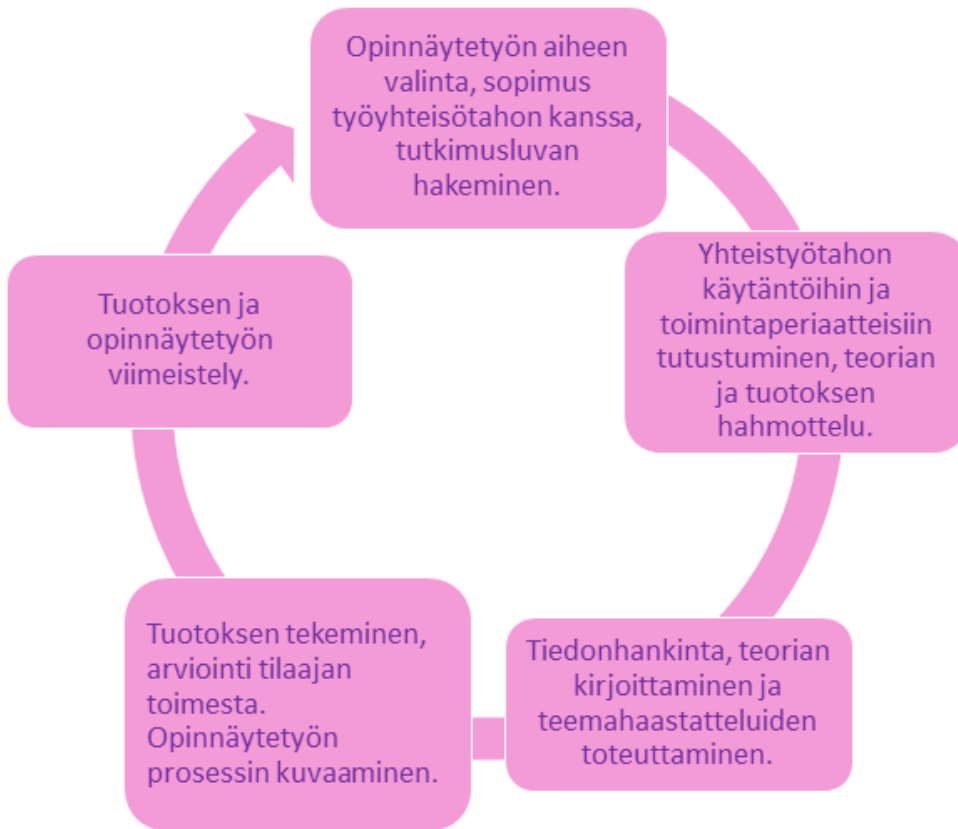 Opinnäytetyön aiheen
valinta, sopimus
työyhteisötahon kanssa,
tutkimusluvan
hakeminen.
Yhteistyötahon
käytäntöihin ja
toimintaperiaatteisiin
tutustuminen, teorian
ja tuotoksen
hahmottelu.
Tiedonhankinta, teorian
kirjoittaminen ja
teemahaastatteluiden
toteuttaminen.
Tuotoksen tekeminen,
arviointi tilaajan
toimesta.
Opinnäytetyön
prosessin kuvaaminen.
Tuotoksen ja
opinnäytetyön
viimeistely.